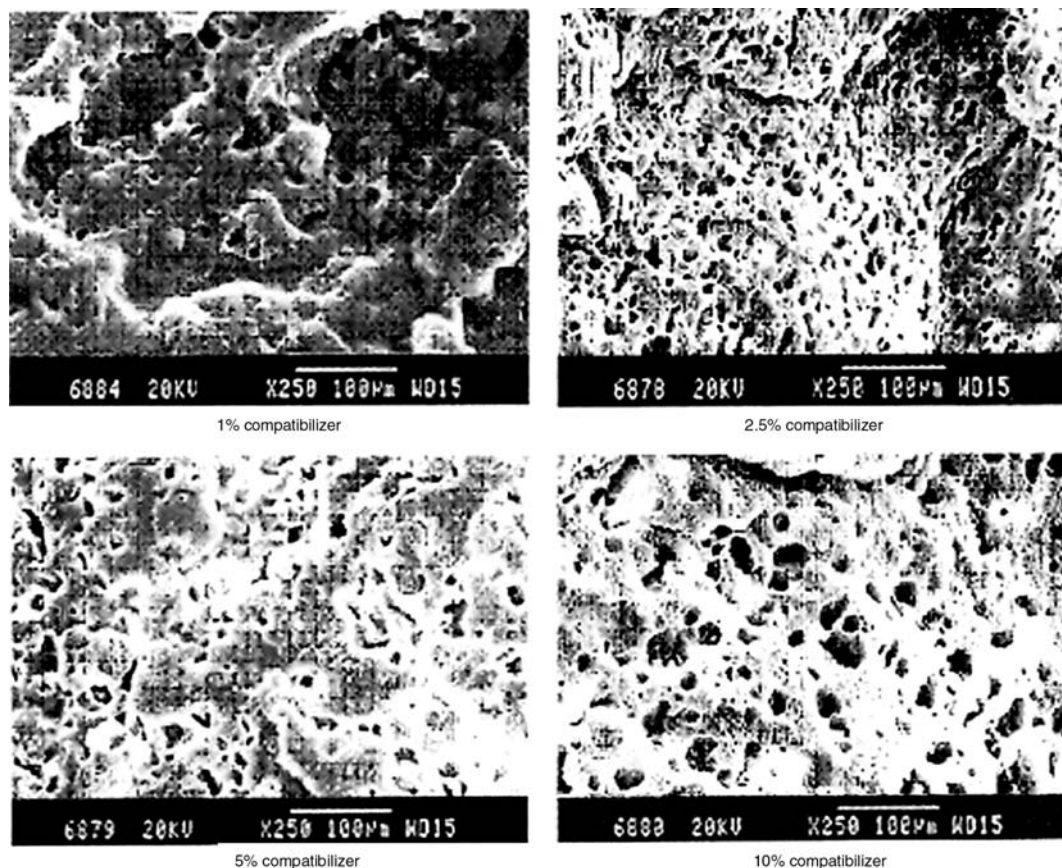 6884 20KV X250 100µm WD15
1% compatibilizer
6878 20KV X250 100µm WD15
2.5% compatibilizer
6879 20KV X250 100µm WD15
5% compatibilizer
6880 20KV X250 100µm WD15
10% compatibilizer